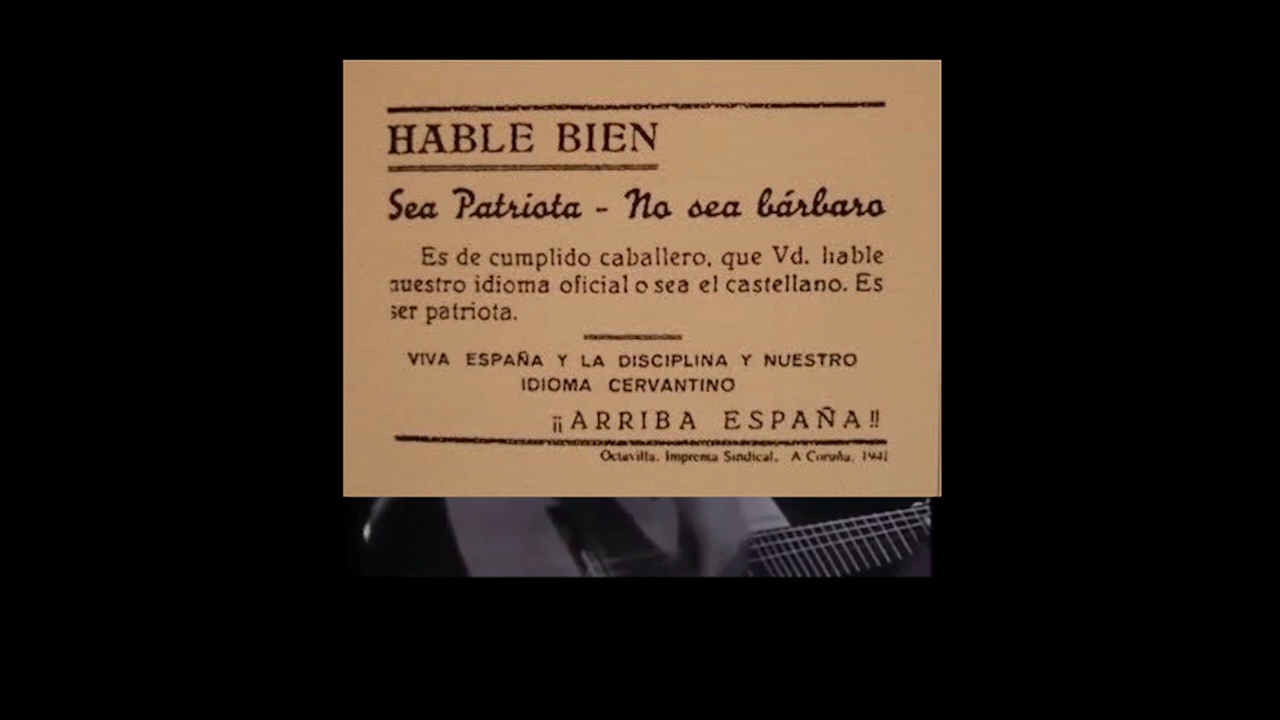 HABLE BIEN
Sea Patriota - No sea bárbaro
Es de cumplido caballero, que Vd. hable
nuestro idioma oficial o sea el castellano. Es
ser patriota.
VIVA ESPAÑA Y LA DISCIPLINA Y NUESTRO
IDIOMA CERVANTINO
¡¡ARRIBA ESPAÑA!!
Octavilla. Imprenta Sindical. A Coruña.